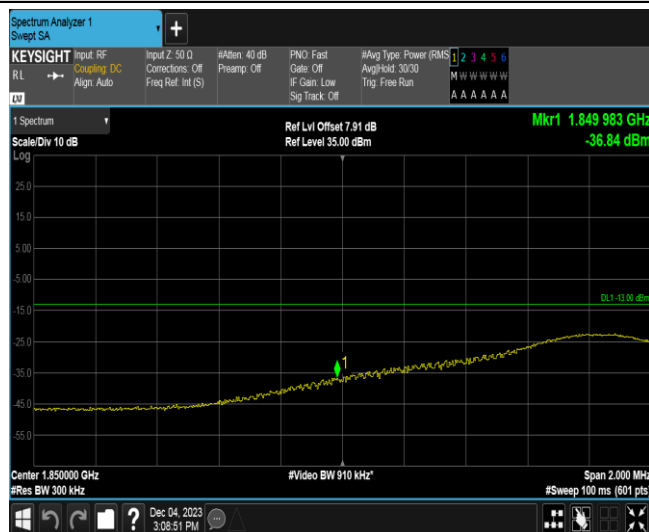 Spectrum Analyzer 1
Swept SA
+
KEYSIGHT Input: RF Input Z: 50 Ω #Atten: 40 dB PNO: Fast #Avg Type: Power (RMS 1 2 3 4 5 6
RL Coupling: DC Corrections: Off Preamp: Off Gate: Off Avg|Hold: 30/30 M W W W W W
Align: Auto Freq Ref: Int (S) IF Gain: Low Trig: Free Run
Sig Track: Off A A A A A A
LXI
1 Spectrum Ref Lvl Offset 7.91 dB Mkr1 1.849 983 GHz
Scale/Div 10 dB Ref Level 35.00 dBm -36.84 dBm
Log
25.0
15.0
5.00
-5.00
DL1 -13.00 dBm
-15.0
-25.0
1
-35.0
-45.0
-55.0
Center 1.850000 GHz #Video BW 910 kHz* Span 2.000 MHz
#Res BW 300 kHz #Sweep 100 ms (601 pts)
? Dec 04, 2023
3:08:51 PM